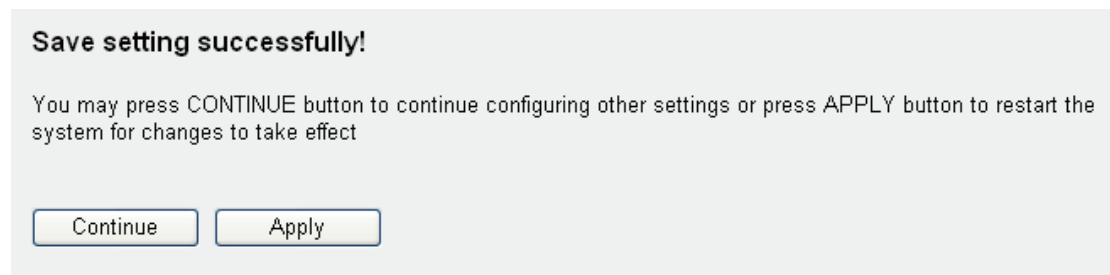 Save setting successfully!
You may press CONTINUE button to continue configuring other settings or press APPLY button to restart the
system for changes to take effect
Continue
Apply